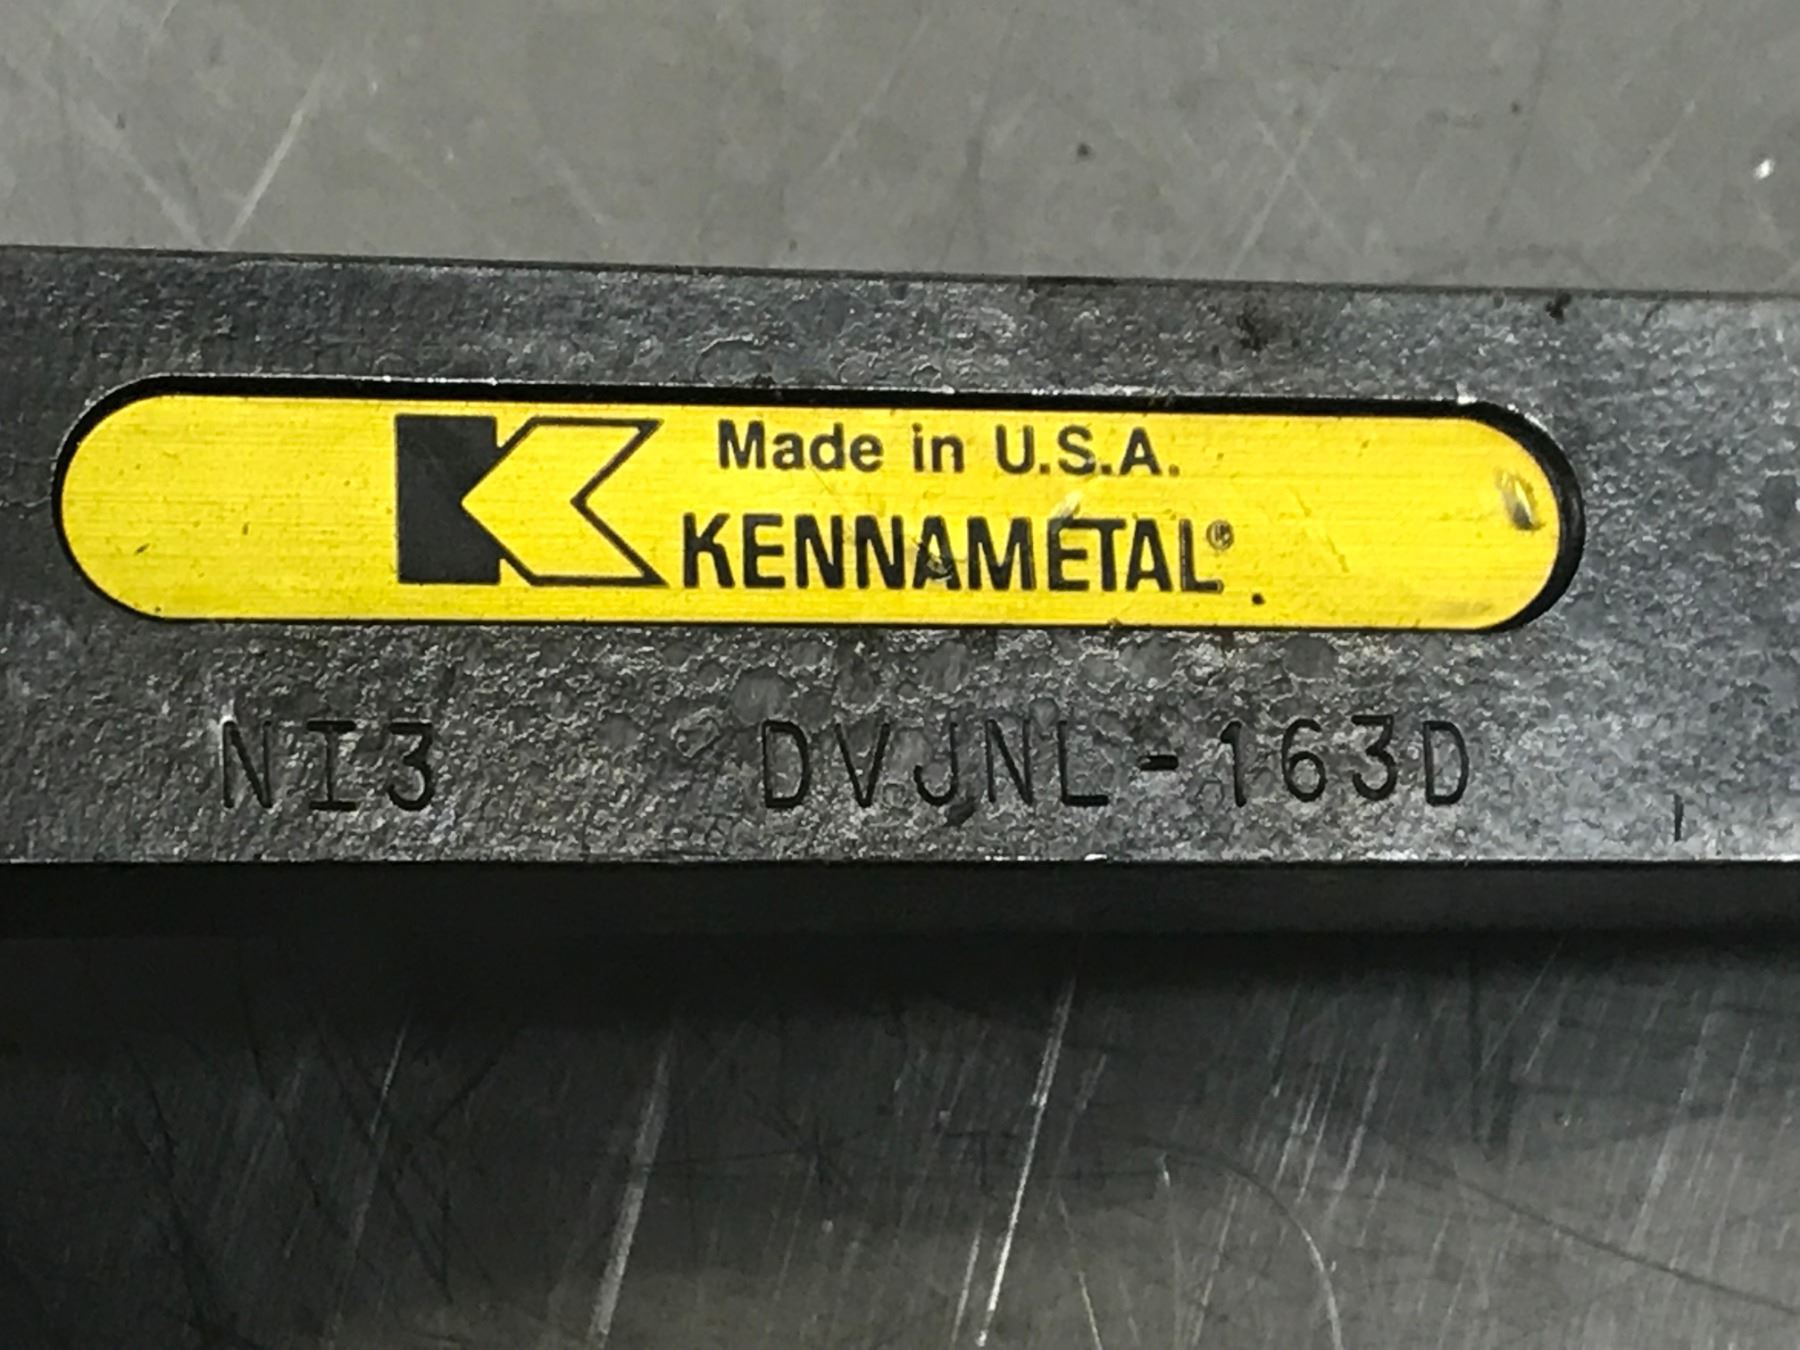 Made in U.S.A.
KENNAMETAL®
NI3 DVJNL-163D